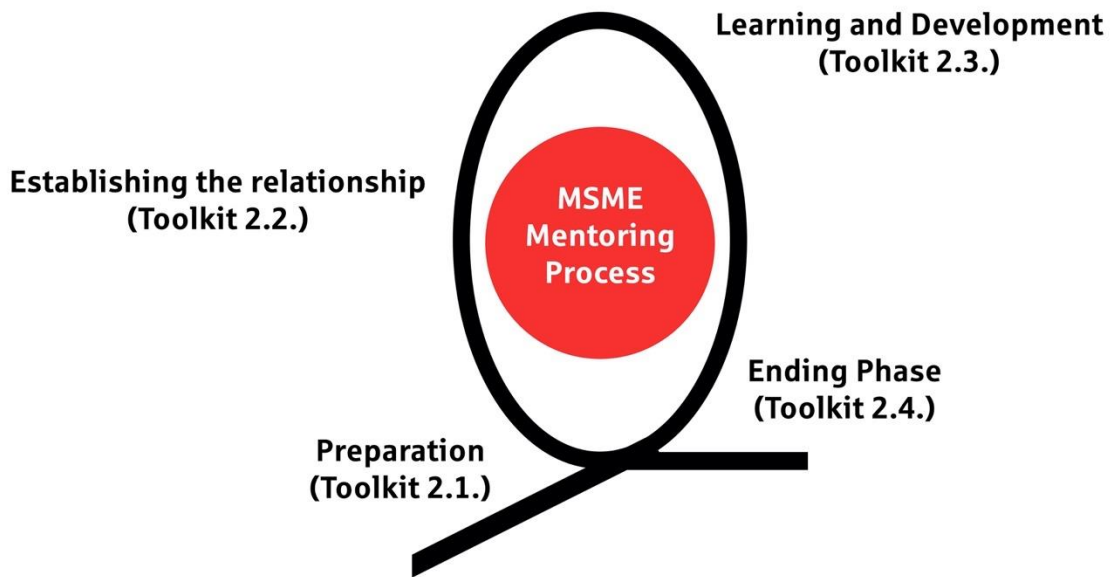 Learning and Development
(Toolkit 2.3.)
Establishing the relationship
(Toolkit 2.2.)
MSME
Mentoring
Process
Ending Phase
(Toolkit 2.4.)
Preparation
(Toolkit 2.1.)